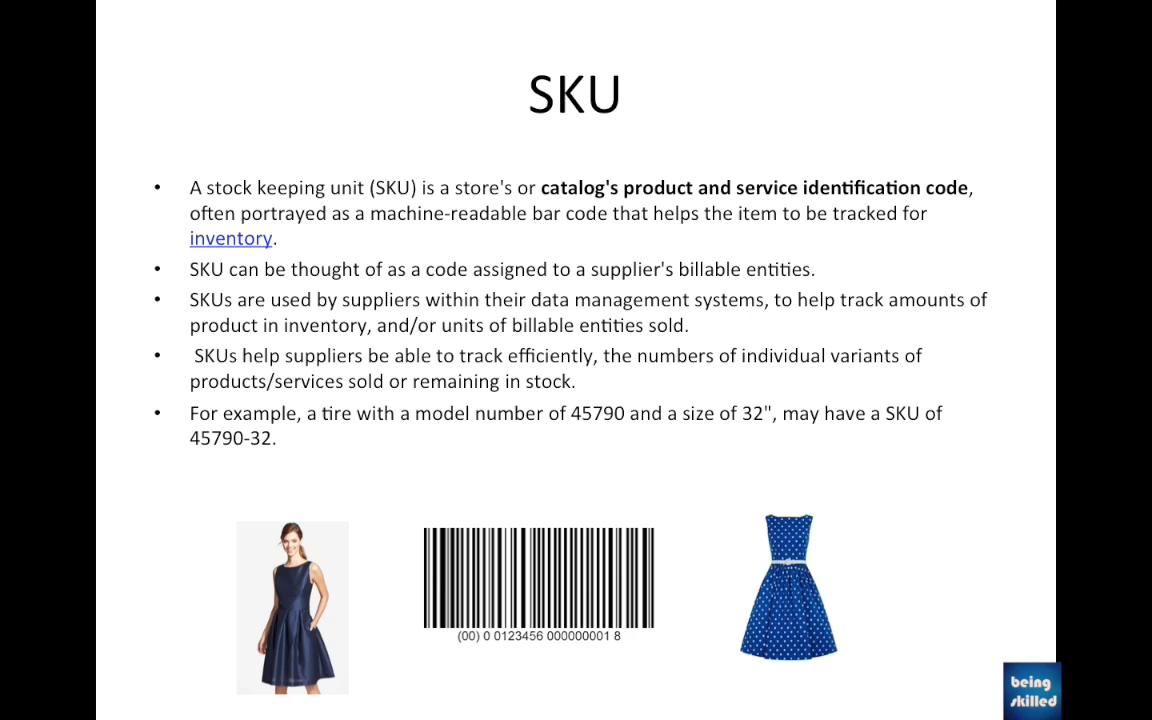 SKU
• A stock keeping unit (SKU) is a store's or catalog's product and service identification code,
often portrayed as a machine-readable bar code that helps the item to be tracked for
inventory.
• SKU can be thought of as a code assigned to a supplier's billable entities.
• SKUs are used by suppliers within their data management systems, to help track amounts of
product in inventory, and/or units of billable entities sold.
• SKUs help suppliers be able to track efficiently, the numbers of individual variants of
products/services sold or remaining in stock.
• For example, a tire with a model number of 45790 and a size of 32", may have a SKU of
45790-32.
(00) 0 0123456 000000001 8
being
skilled